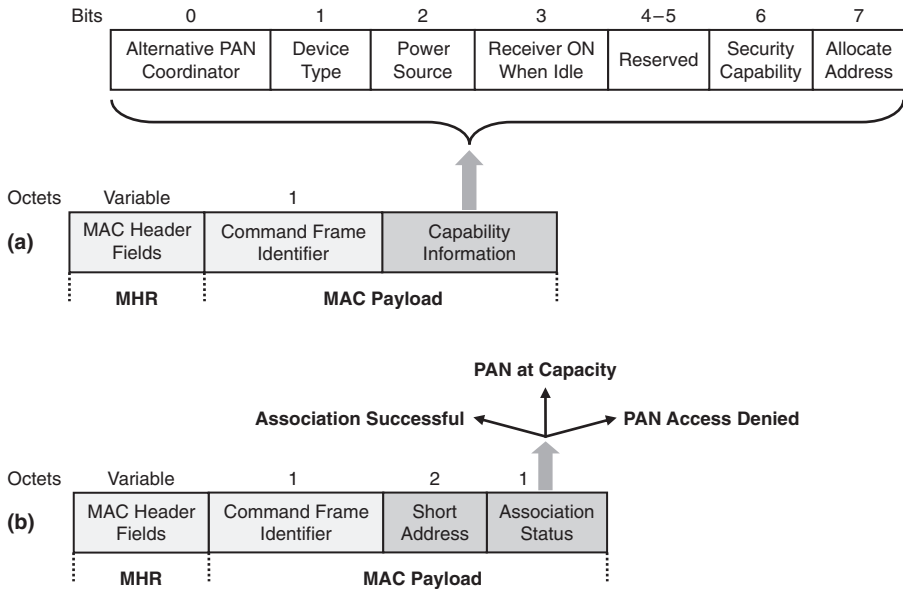 Bits 0 1 2 3 4–5 6 7
Alternative PAN Coordinator
Device Type
Power Source
Receiver ON When Idle
Reserved
Security Capability
Allocate Address
Octets Variable 1
(a)
MAC Header Fields
Command Frame Identifier
Capability Information
MHR MAC Payload
PAN at Capacity
Association Successful PAN Access Denied
Octets Variable 1 2 1
(b)
MAC Header Fields
Command Frame Identifier
Short Address
Association Status
MHR MAC Payload